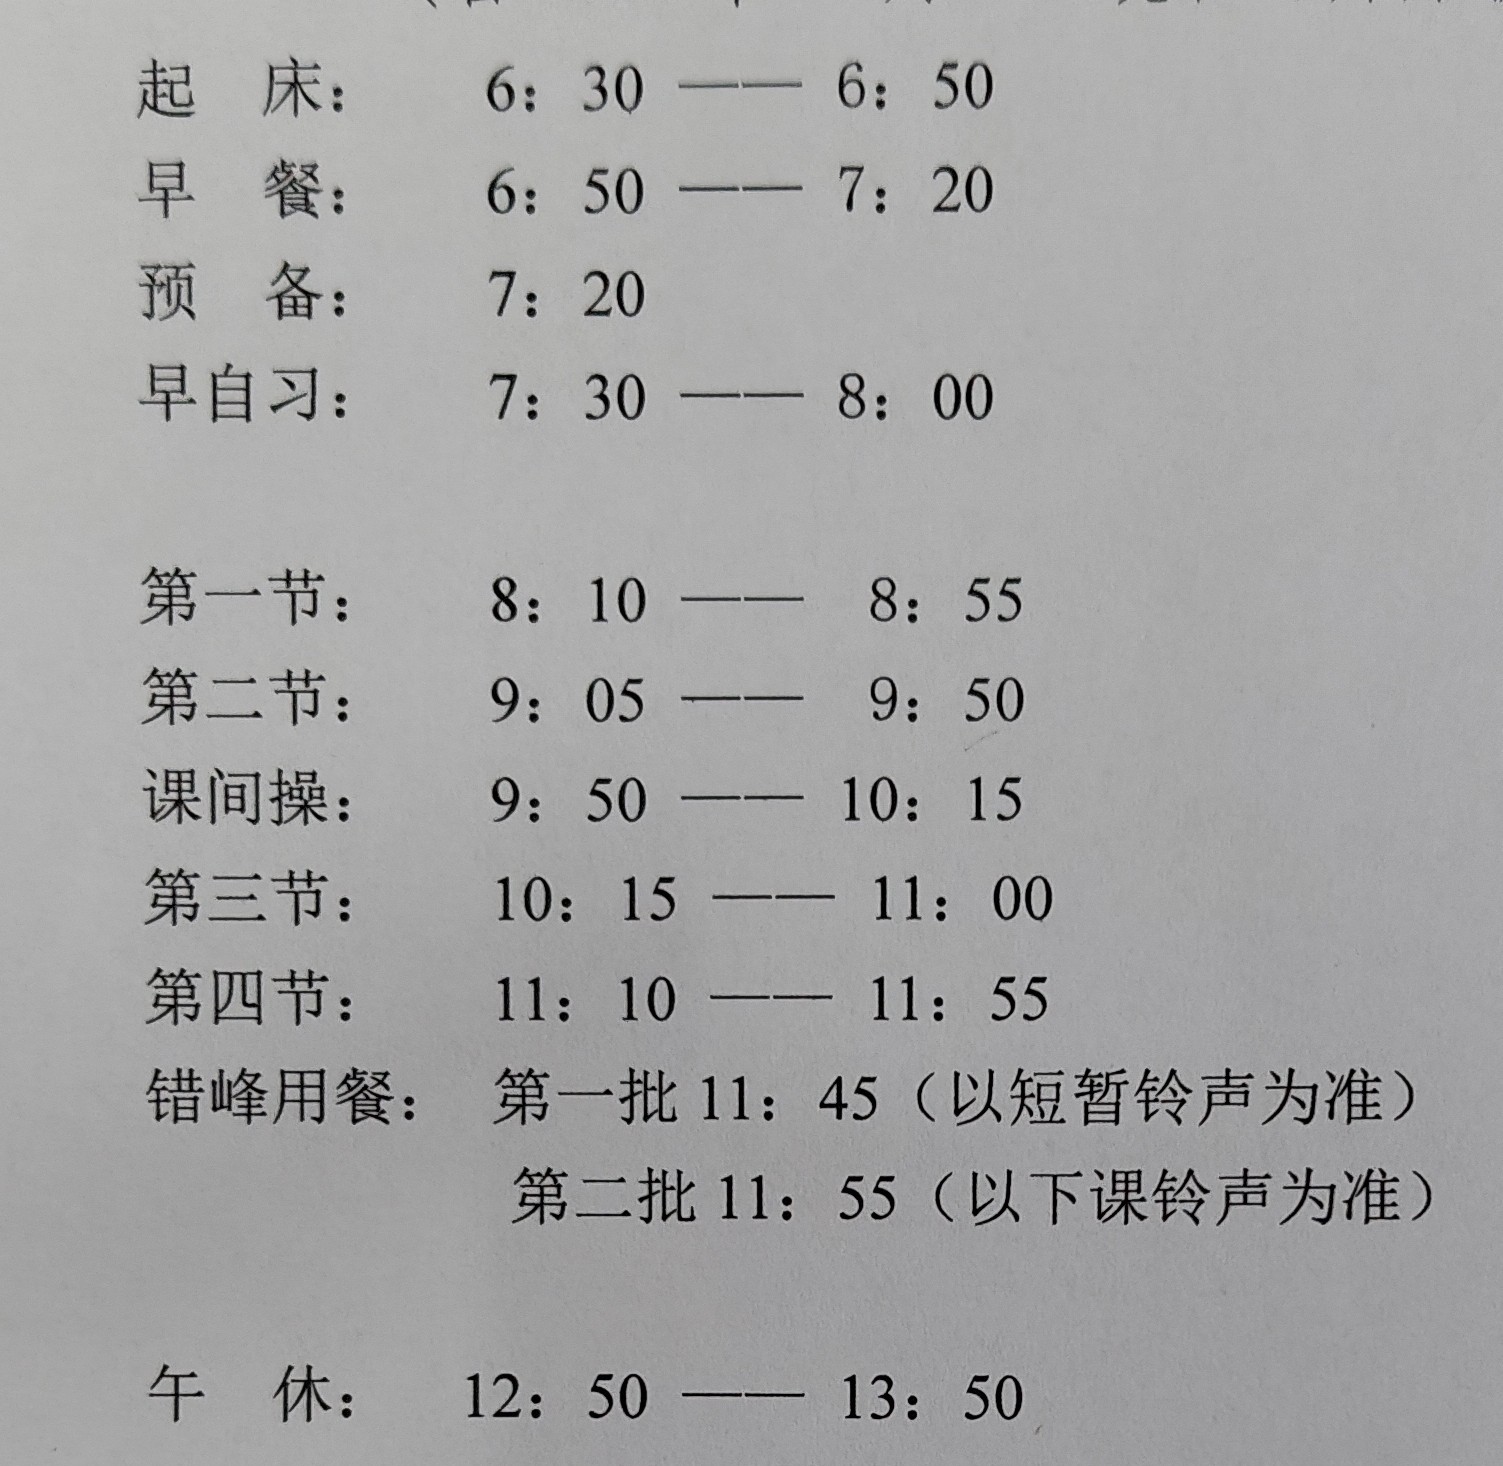 起 床： 6：30 —— 6：50
早 餐： 6：50 —— 7：20
预 备： 7：20
早自习： 7：30 —— 8：00
第一节： 8：10 —— 8：55
第二节： 9：05 —— 9：50
课间操： 9：50 —— 10：15
第三节： 10：15 —— 11：00
第四节： 11：10 —— 11：55
错峰用餐： 第一批 11：45（以短暂铃声为准）
第二批 11：55（以下课铃声为准）
午 休： 12：50 —— 13：50